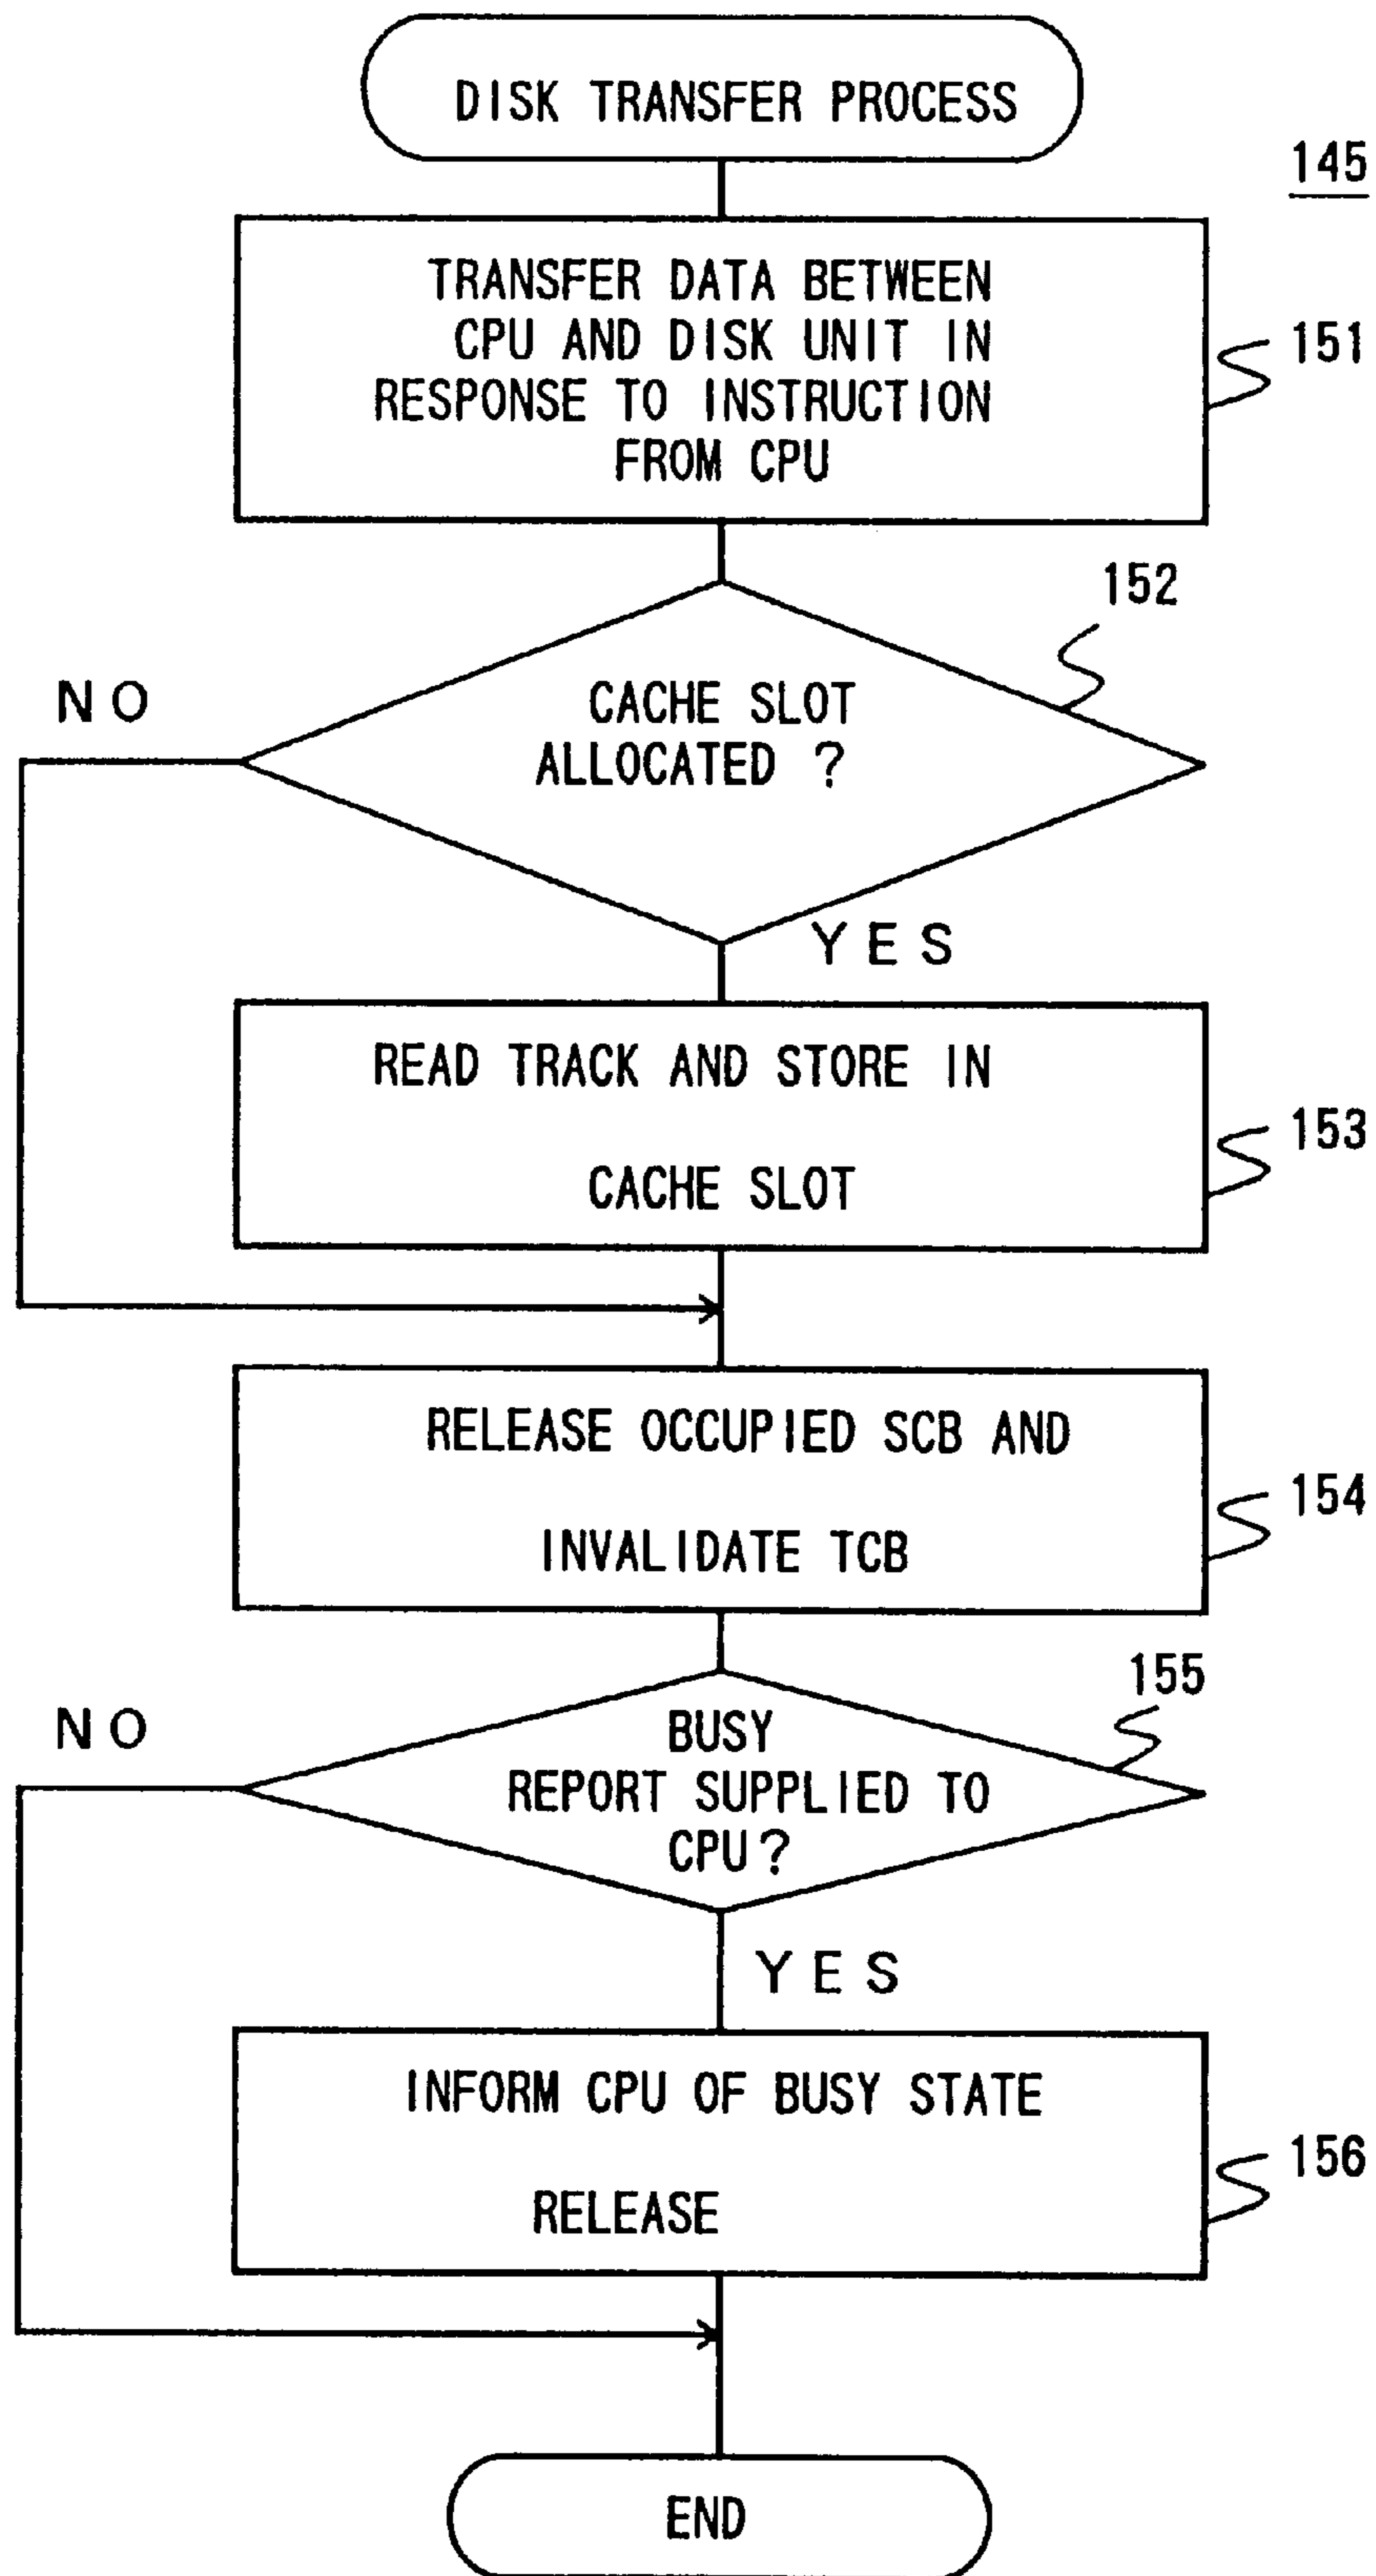 DISK TRANSFER PROCESS
145
TRANSFER DATA BETWEEN
CPU AND DISK UNIT IN
RESPONSE TO INSTRUCTION
FROM CPU
151
152
NO
CACHE SLOT
ALLOCATED ?
YES
READ TRACK AND STORE IN
CACHE SLOT
153
RELEASE OCCUPIED SCB AND
INVALIDATE TCB
154
155
NO
BUSY
REPORT SUPPLIED TO
CPU?
YES
INFORM CPU OF BUSY STATE
RELEASE
156
END